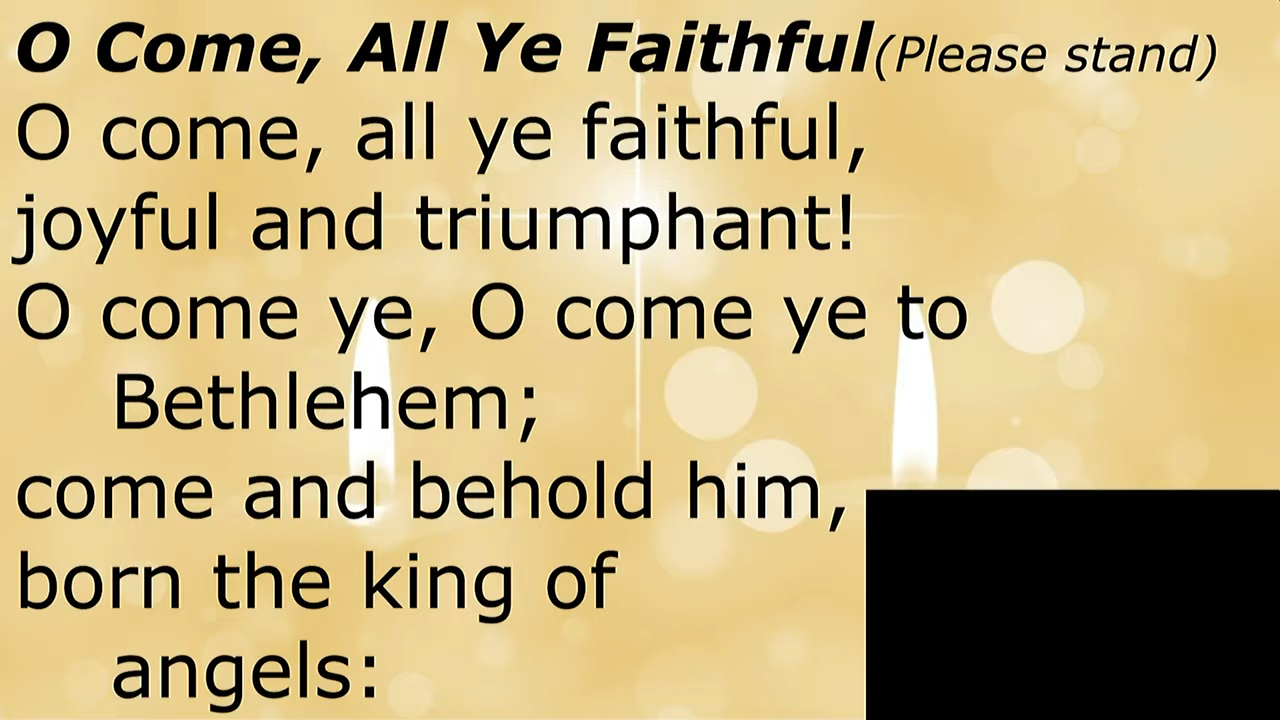 O Come, All Ye Faithful(Please stand)
O come, all ye faithful,
joyful and triumphant!
O come ye, O come ye to
Bethlehem;
come and behold him,
born the king of
angels: